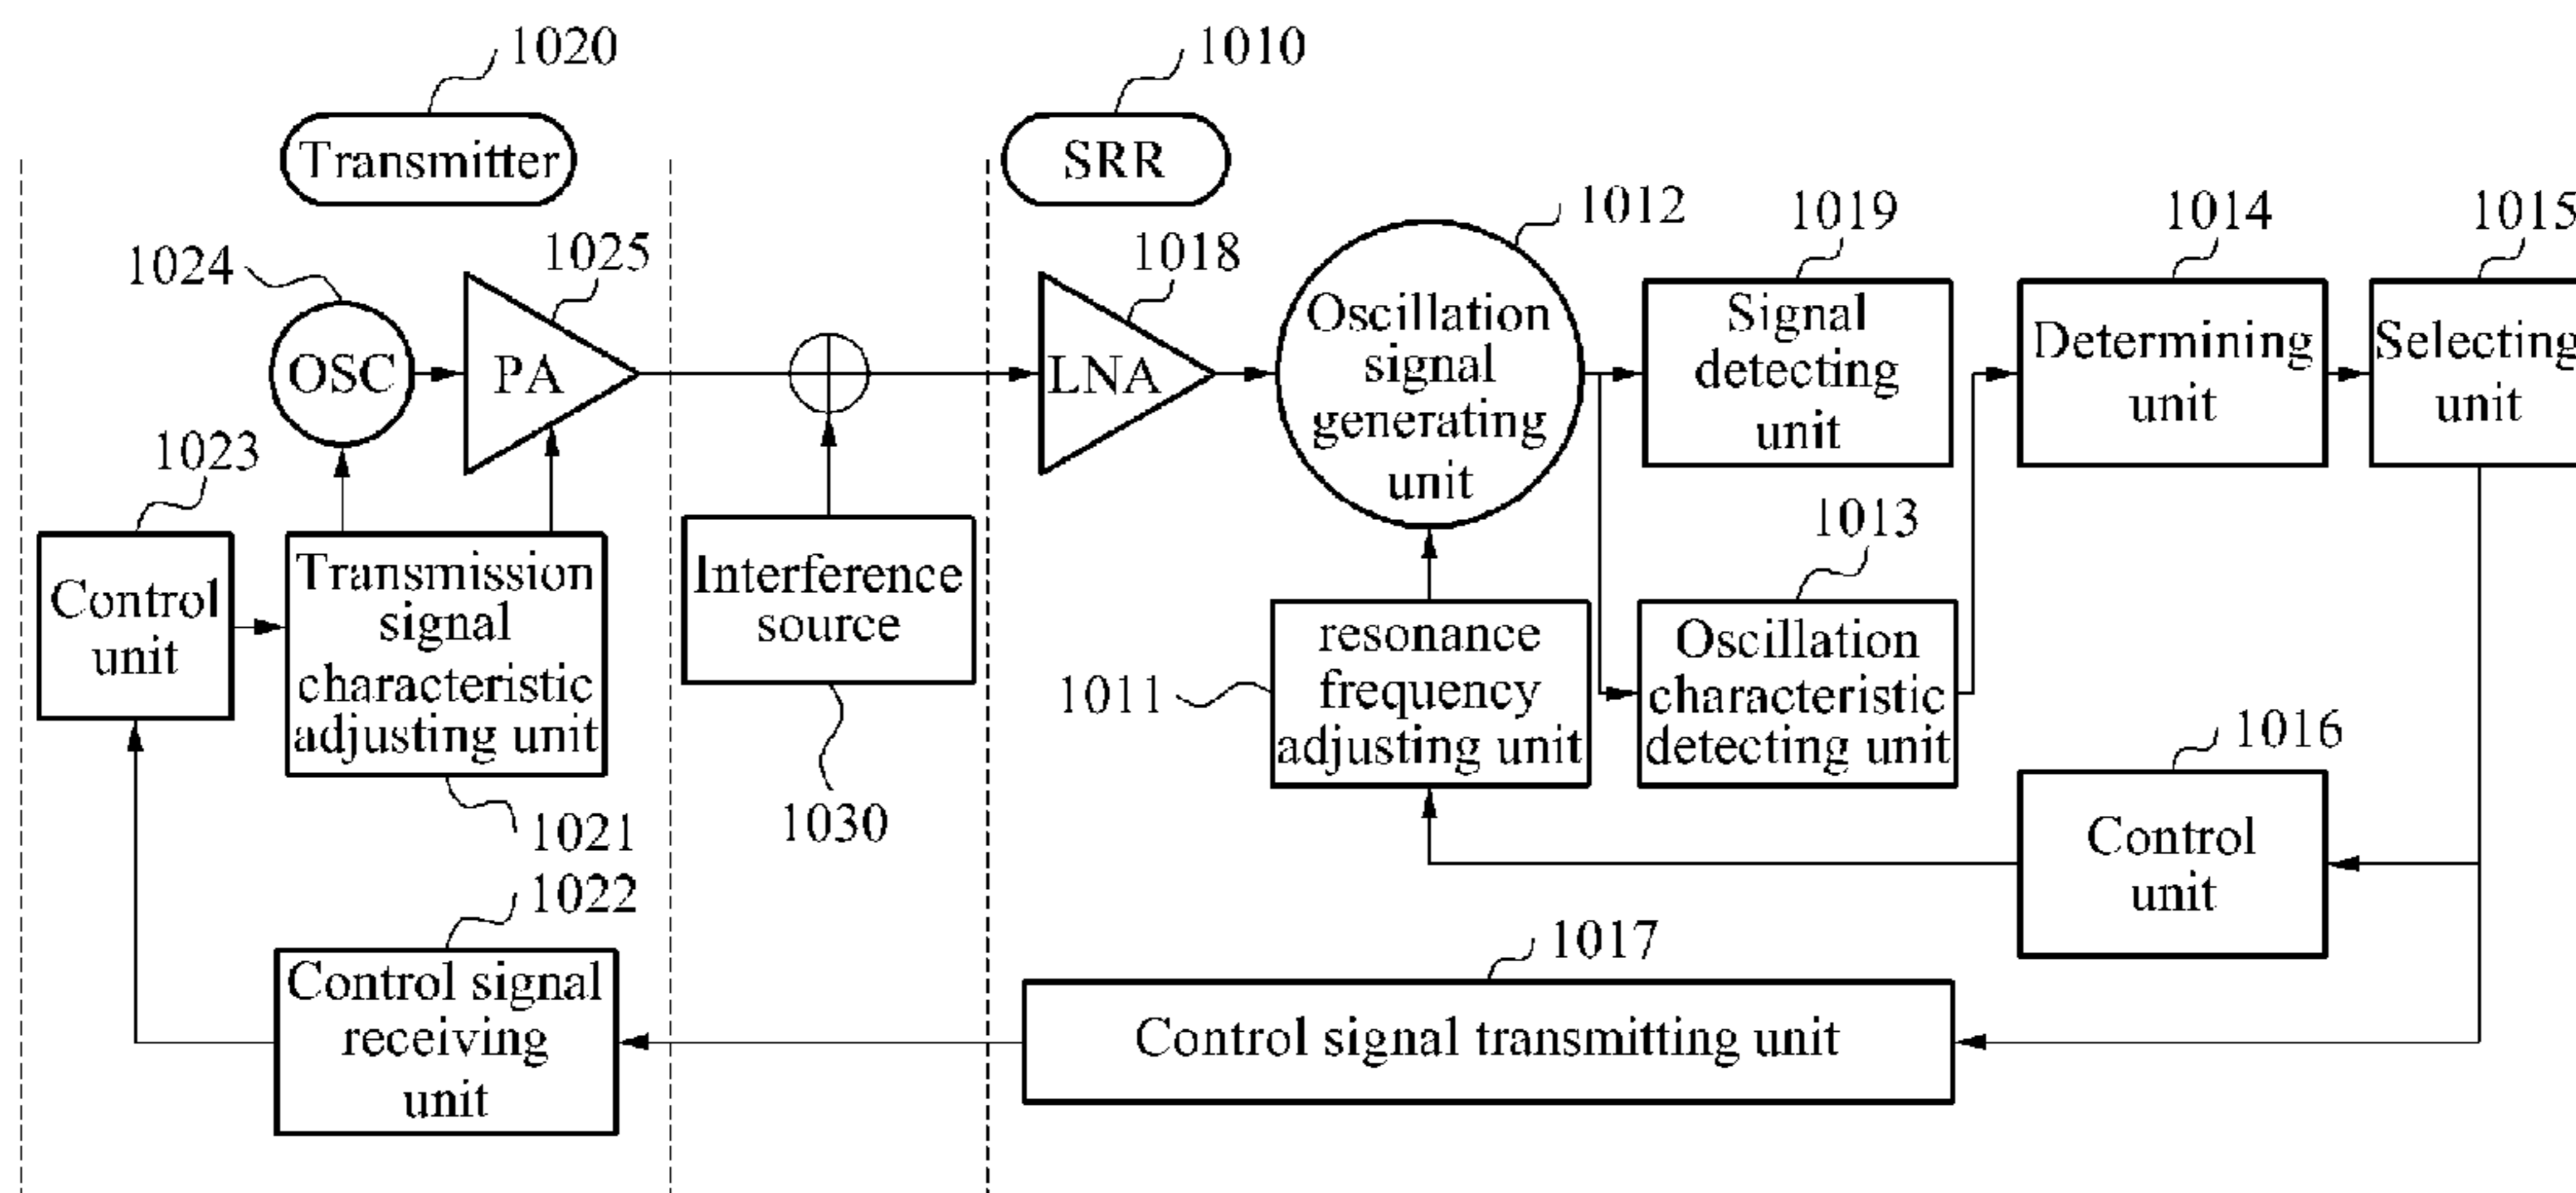 1020
1010
Transmitter
SRR
1024
1025
1018
1012
1019
1014
1015
OSC
PA
LNA
Oscillation
signal
generating
unit
Signal
detecting
unit
Determining
unit
Selecting
unit
1023
1013
Control
unit
Transmission
signal
characteristic
adjusting unit
Interference
source
1011
resonance
frequency
adjusting unit
Oscillation
characteristic
detecting unit
1016
1021
1030
Control
unit
1022
1017
Control signal
receiving
unit
Control signal transmitting unit